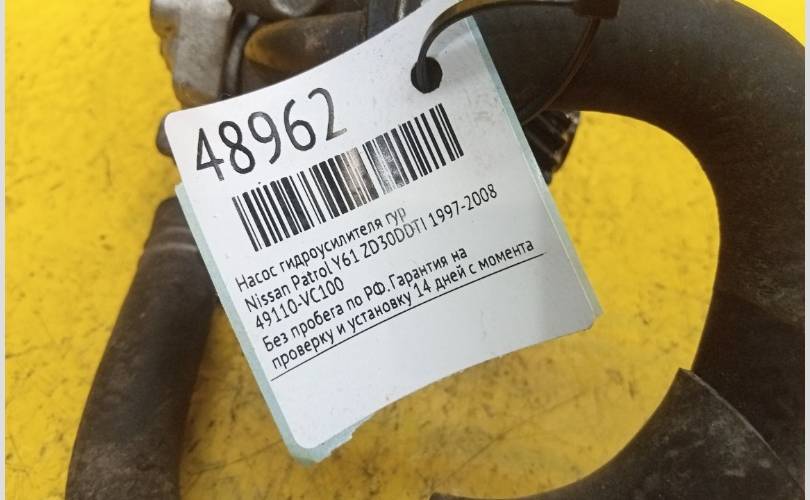 48962
Насос гидроусилителя гур
Nissan Patrol Y61 ZD30DDTI 1997-2008
49110-VC100
Без пробега по РФ.Гарантия на
проверку и установку 14 дней с момента